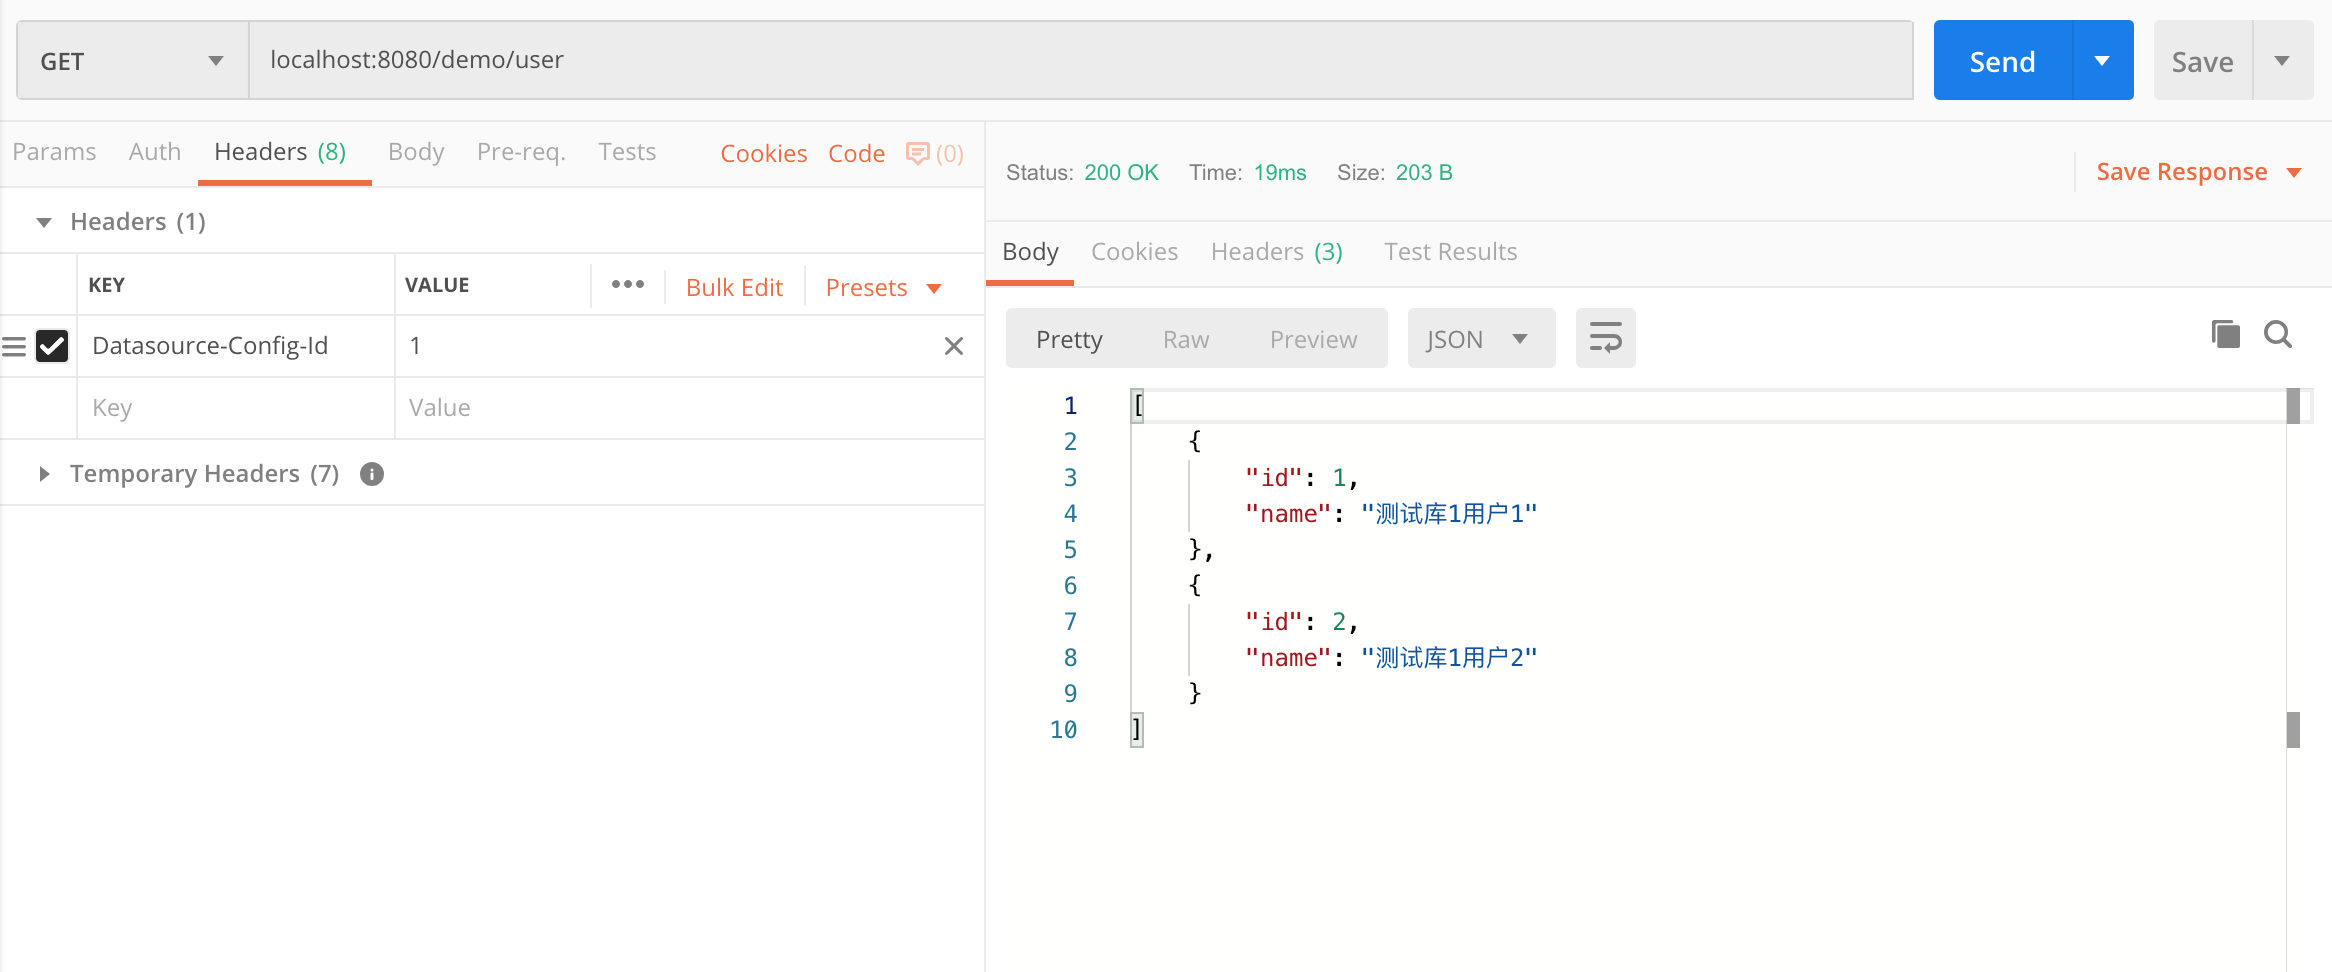 GET localhost:8080/demo/user Send Save
Params Auth Headers (8) Body Pre-req. Tests Cookies Code (0)
Headers (1)
KEY VALUE ••• Bulk Edit Presets
Datasource-Config-Id 1
Key Value
Temporary Headers (7)
Status: 200 OK Time: 19ms Size: 203 B Save Response
Body Cookies Headers (3) Test Results
Pretty Raw Preview JSON
1 [
2 {
3 "id": 1,
4 "name": "测试库1用户1"
5 },
6 {
7 "id": 2,
8 "name": "测试库1用户2"
9 }
10 ]